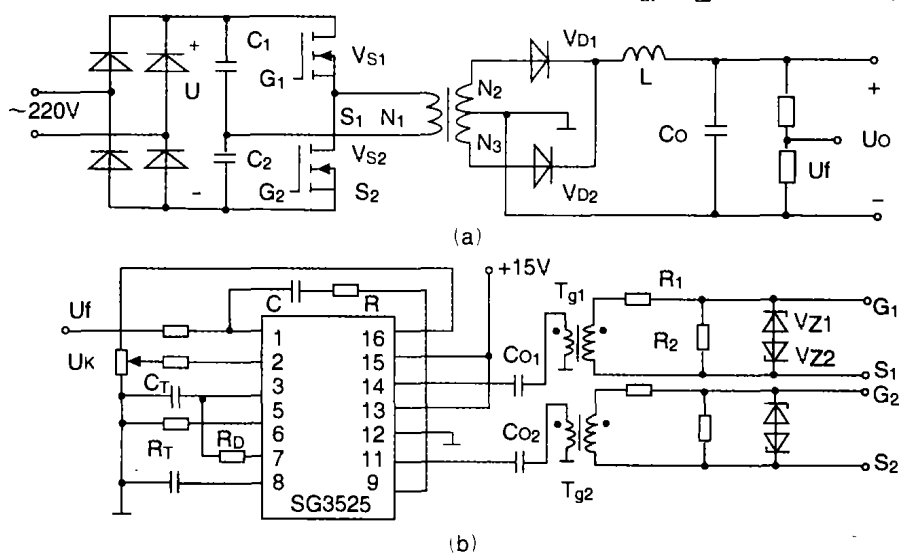 C1
VS1
G1
+
U
~220V
S1
N1
C2
VS2
G2
S2
-
VD1
L
N2
N3
VD2
CO
+
UO
Uf
-
(a)
+15V
Uf
C
R
UK
CT
RT
RD
1
2
3
5
6
7
8
16
15
14
13
12
11
9
SG3525
CO1
CO2
Tg1
Tg2
R1
R2
VZ1
VZ2
G1
S1
G2
S2
(b)